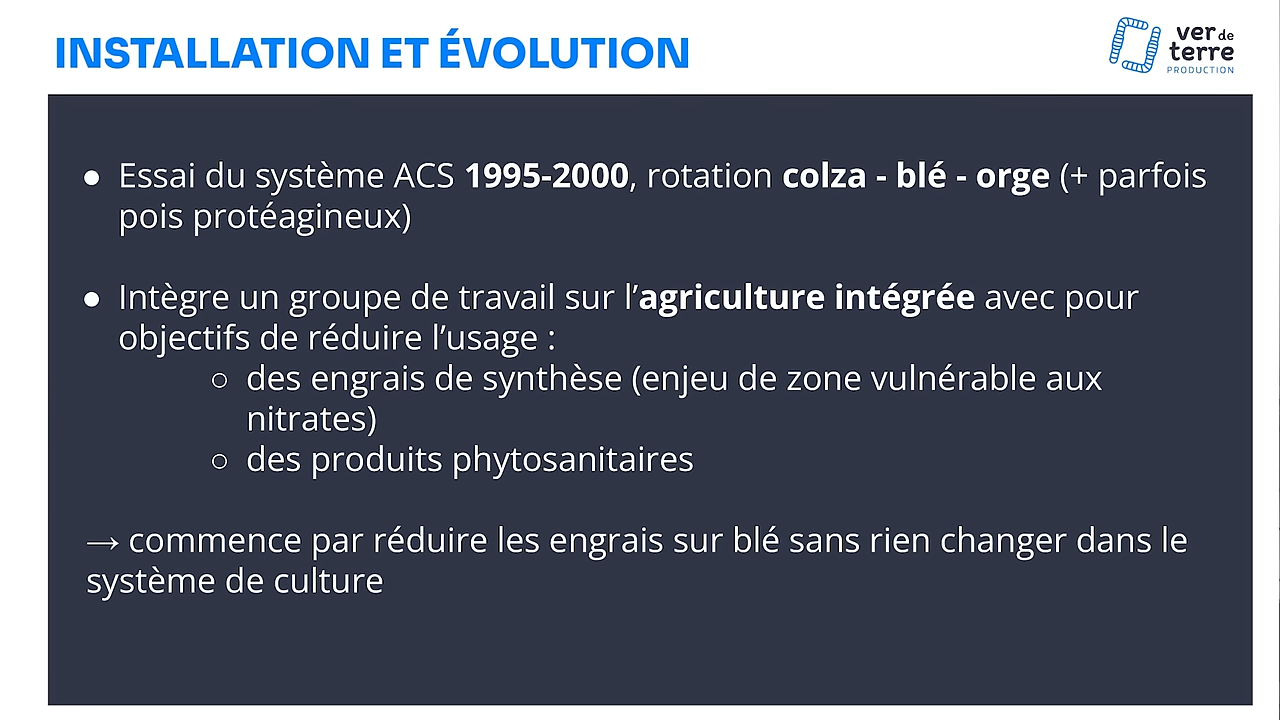 INSTALLATION ET ÉVOLUTION
ver de
terre
PRODUCTION
● Essai du système ACS 1995-2000, rotation colza - blé - orge (+ parfois
pois protéagineux)
● Intègre un groupe de travail sur l’agriculture intégrée avec pour
objectifs de réduire l’usage :
○ des engrais de synthèse (enjeu de zone vulnérable aux
nitrates)
○ des produits phytosanitaires
→ commence par réduire les engrais sur blé sans rien changer dans le
système de culture